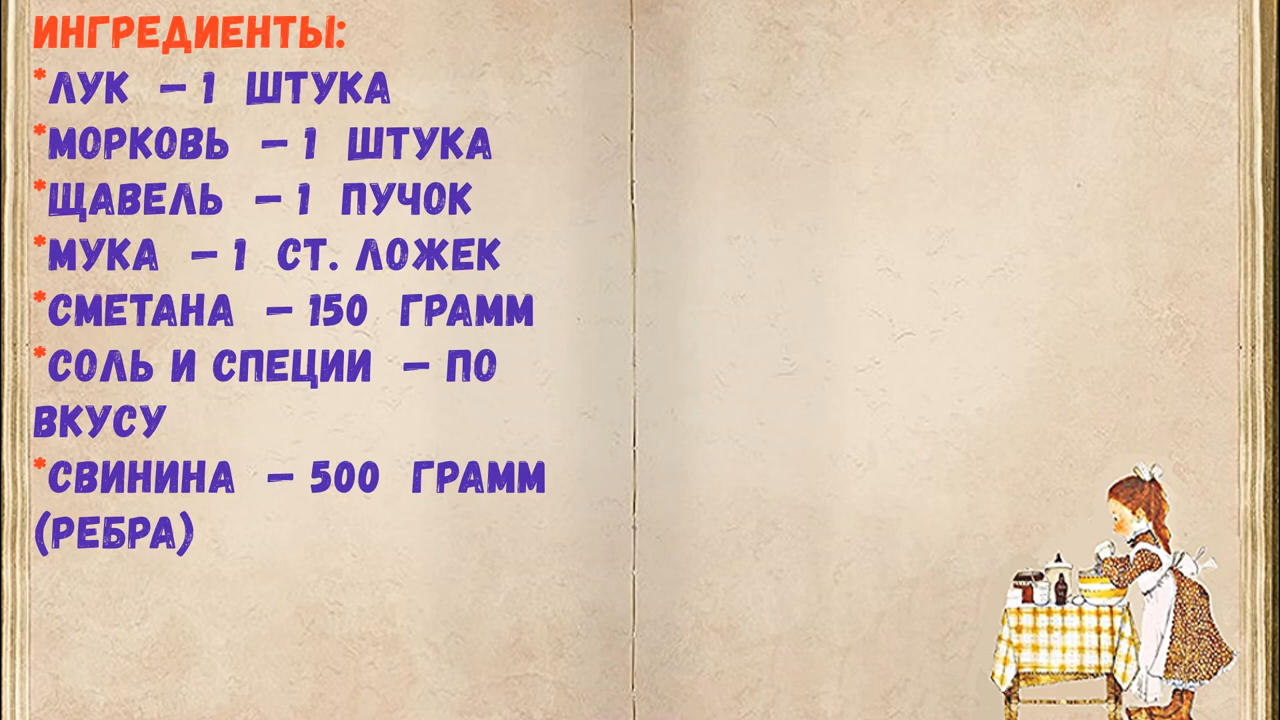 ИНГРЕДИЕНТЫ:
*ЛУК – 1 ШТУКА
*МОРКОВЬ – 1 ШТУКА
*ЩАВЕЛЬ – 1 ПУЧОК
*МУКА – 1 СТ. ЛОЖЕК
*СМЕТАНА – 150 ГРАММ
*СОЛЬ И СПЕЦИИ – ПО
ВКУСУ
*СВИНИНА – 500 ГРАММ
(РЕБРА)